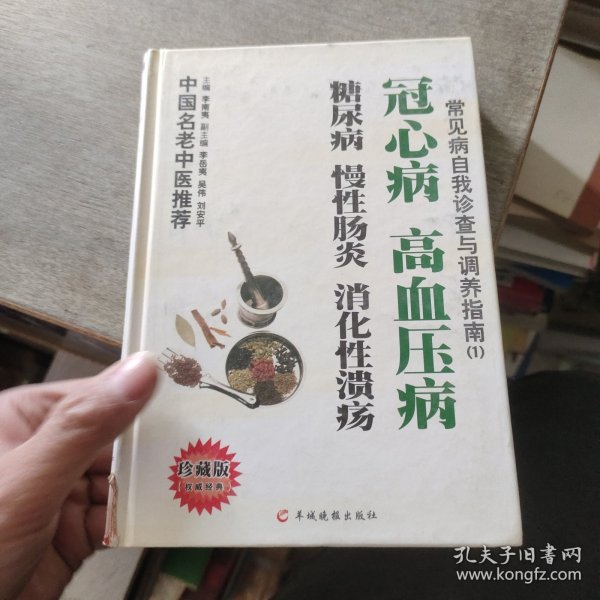 常见病自我诊查与调养指南(1)
冠心病 高血压病
糖尿病 慢性肠炎 消化性溃疡
主编 李南夷 副主编 李岳夷 吴伟 刘安平
中国名老中医推荐
珍藏版
权威经典
羊城晚报出版社
孔夫子旧书网
www.kongfz.com